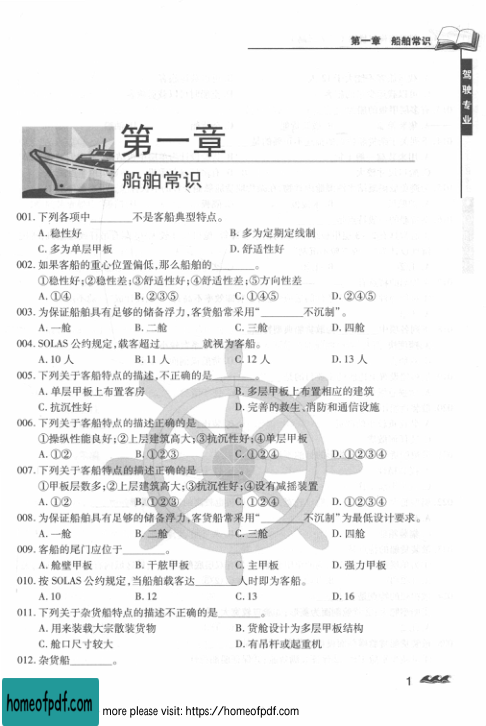 第一章 船舶常识
驾驶专业
第一章
船舶常识
001. 下列各项中______不是客船典型特点。
A. 稳性好 B. 多为定期定线制
C. 多为单层甲板 D. 舒适性好
002. 如果客船的重心位置偏低,那么船舶的______。
①稳性好;②稳性差;③舒适性好;④舒适性差;⑤方向性差
A. ①④ B. ②③⑤ C. ①④⑤ D. ②④⑤
003. 为保证船舶具有足够的储备浮力,客货船常采用“______不沉制”。
A. 一舱 B. 二舱 C. 三舱 D. 四舱
004. SOLAS 公约规定,载客超过______就视为客船。
A. 10 人 B. 11 人 C. 12 人 D. 13 人
005. 下列关于客船特点的描述,不正确的是______。
A. 单层甲板上布置客房 B. 多层甲板上布置相应的建筑
C. 抗沉性好 D. 完善的救生、消防和通信设施
006. 下列关于客船特点的描述正确的是______。
①操纵性能良好;②上层建筑高大;③抗沉性好;④单层甲板
A. ①② B. ①②③ C. ①②④ D. ①②③④
007. 下列关于客船特点的描述正确的是______。
①甲板层数多;②上层建筑高大;③抗沉性好;④设有减摇装置
A. ①② B. ①②③ C. ①②④ D. ①②③④
008. 为保证船舶具有足够的储备浮力,客货船常采用“______不沉制”为最低设计要求。
A. 一舱 B. 二舱 C. 三舱 D. 四舱
009. 客船的尾门应位于______。
A. 舱壁甲板 B. 干舷甲板 C. 主甲板 D. 强力甲板
010. 按 SOLAS 公约规定,当船舶载客达______人时即为客船。
A. 10 B. 12 C. 13 D. 16
011. 下列关于杂货船特点的描述不正确的是______。
A. 用来装载大宗散装货物 B. 货舱设计为多层甲板结构
C. 舱口尺寸较大 D. 有吊杆或起重机
012. 杂货船______。
1
homeofpdf.com
more please visit: https://homeofpdf.com